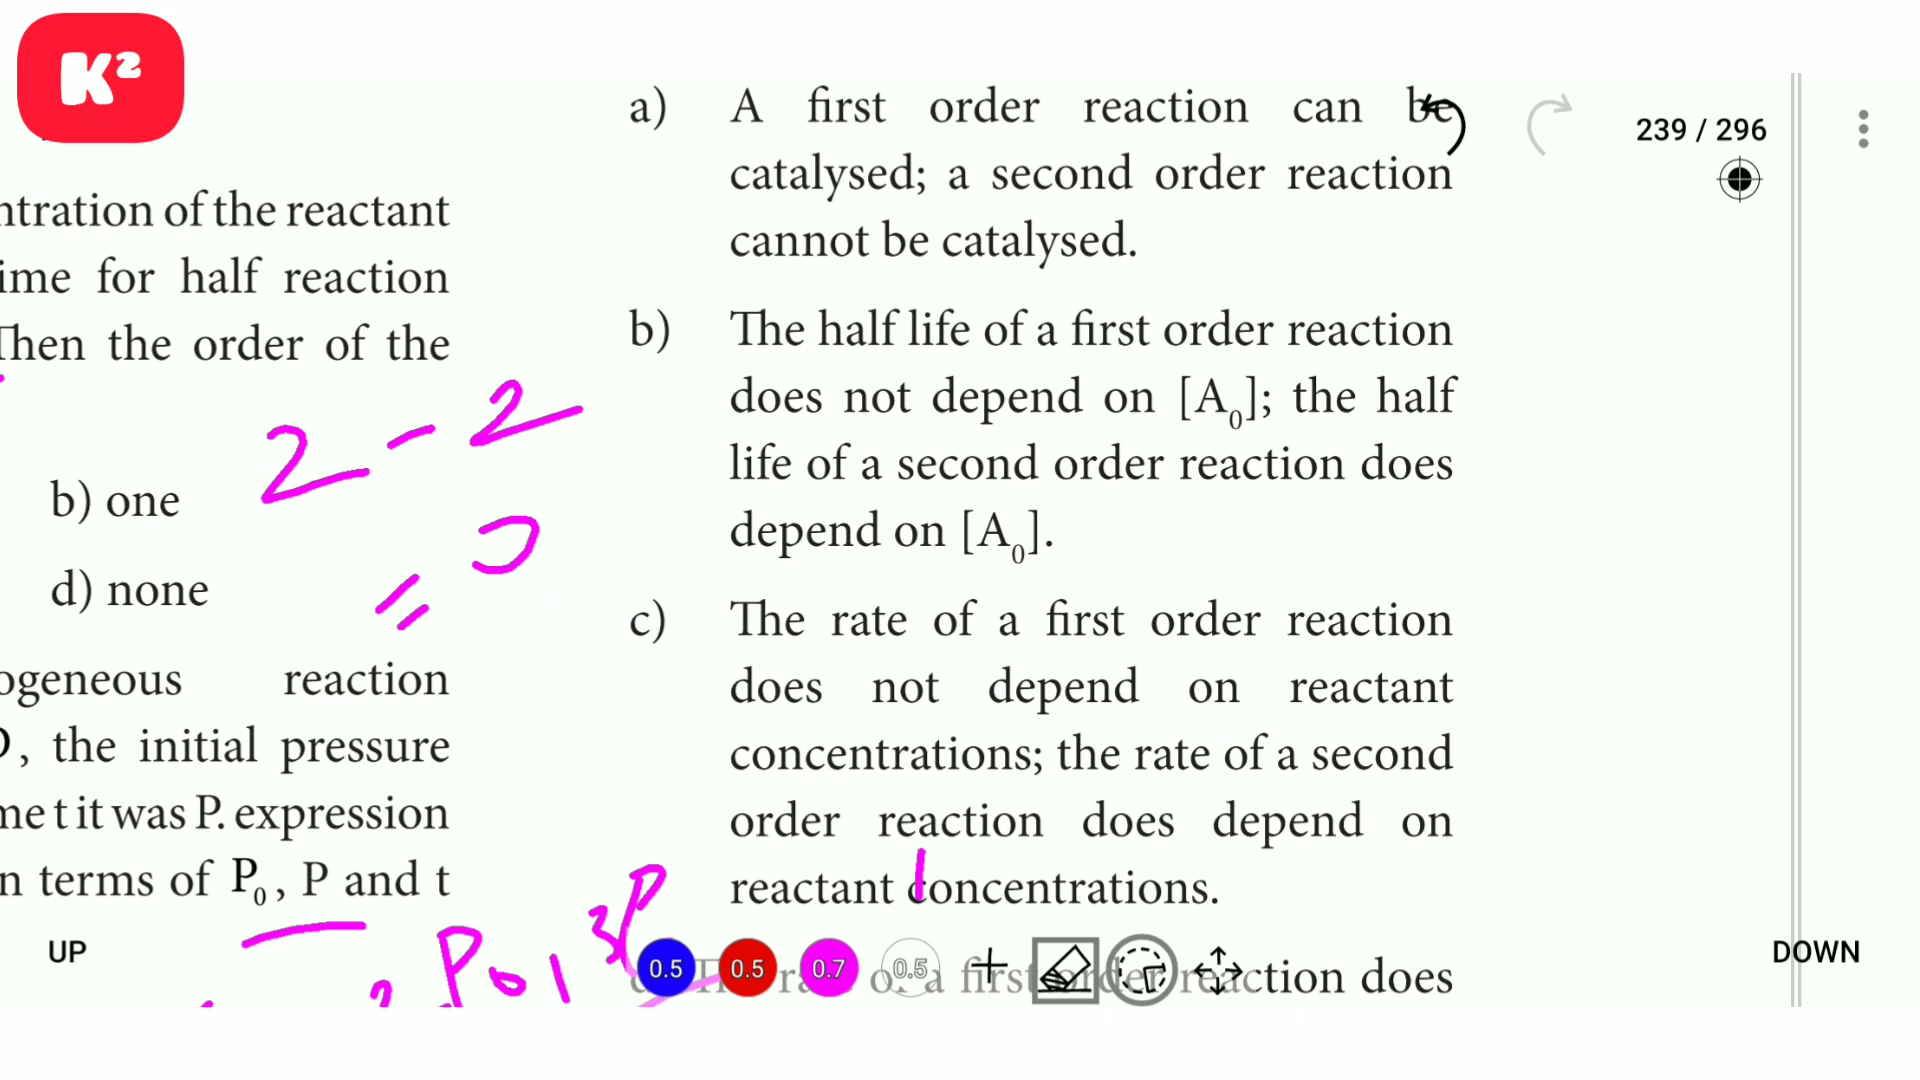 K²
239 / 296
ntration of the reactant
ime for half reaction
Then the order of the
b) one
d) none
2 - 2
=
ogeneous reaction
, the initial pressure
me t it was P. expression
n terms of P₀, P and t
a) A first order reaction can be
catalysed; a second order reaction
cannot be catalysed.
b) The half life of a first order reaction
does not depend on [A₀]; the half
life of a second order reaction does
depend on [A₀].
c) The rate of a first order reaction
does not depend on reactant
concentrations; the rate of a second
order reaction does depend on
reactant concentrations.
first order reaction does
UP
0.5 0.5 0.7 0.5
DOWN